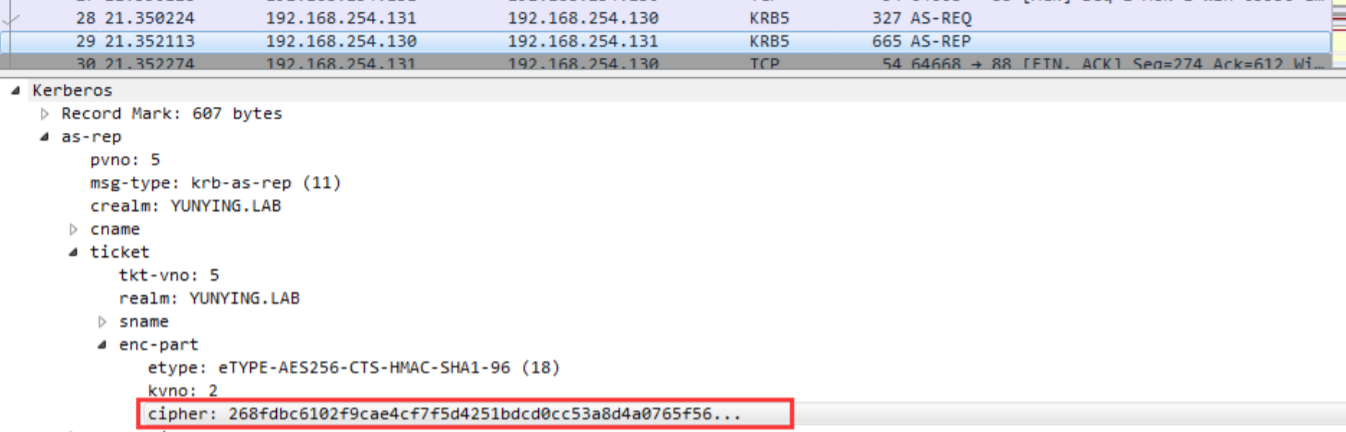 28 21.350224 192.168.254.131 192.168.254.130 KRB5 327 AS-REQ
29 21.352113 192.168.254.130 192.168.254.131 KRB5 665 AS-REP
30 21.352274 192.168.254.131 192.168.254.130 TCP 54 64668 → 88 [FIN, ACK] Seq=274 Ack=612 Wi…
Kerberos
Record Mark: 607 bytes
as-rep
pvno: 5
msg-type: krb-as-rep (11)
crealm: YUNYING.LAB
cname
ticket
tkt-vno: 5
realm: YUNYING.LAB
sname
enc-part
etype: eTYPE-AES256-CTS-HMAC-SHA1-96 (18)
kvno: 2
cipher: 268fdbc6102f9cae4cf7f5d4251bdcd0cc53a8d4a0765f56...